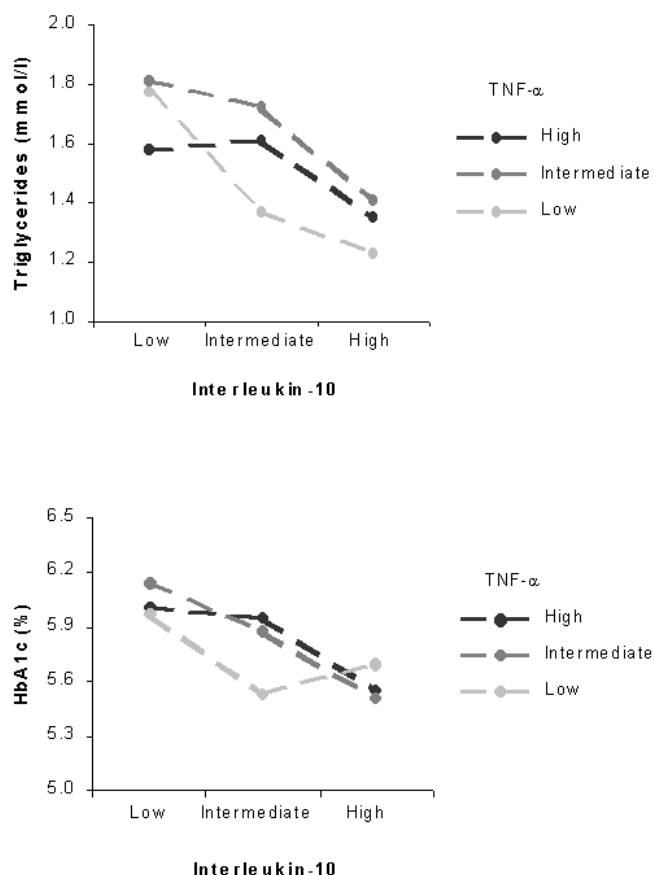 2.0
1.8
1.6
1.4
1.2
1.0
Triglycerides (mmol/l)
Low Intermediate High
Interleukin-10
TNF-α
High
Intermediate
Low
6.5
6.2
5.9
5.6
5.3
5.0
HbA1c (%)
Low Intermediate High
Interleukin-10
TNF-α
High
Intermediate
Low